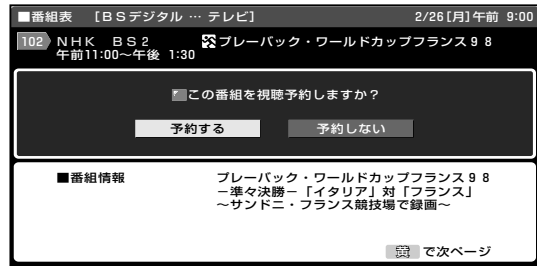 ■番組表 [BSデジタル … テレビ] 2/26[月]午前 9:00
102 NHK BS2 プレーバック・ワールドカップフランス98
午前11:00〜午後 1:30
この番組を視聴予約しますか？
予約する 予約しない
■番組情報 プレーバック・ワールドカップフランス98
－準々決勝－「イタリア」対「フランス」
〜サンドニ・フランス競技場で録画〜
黄 で次ページ